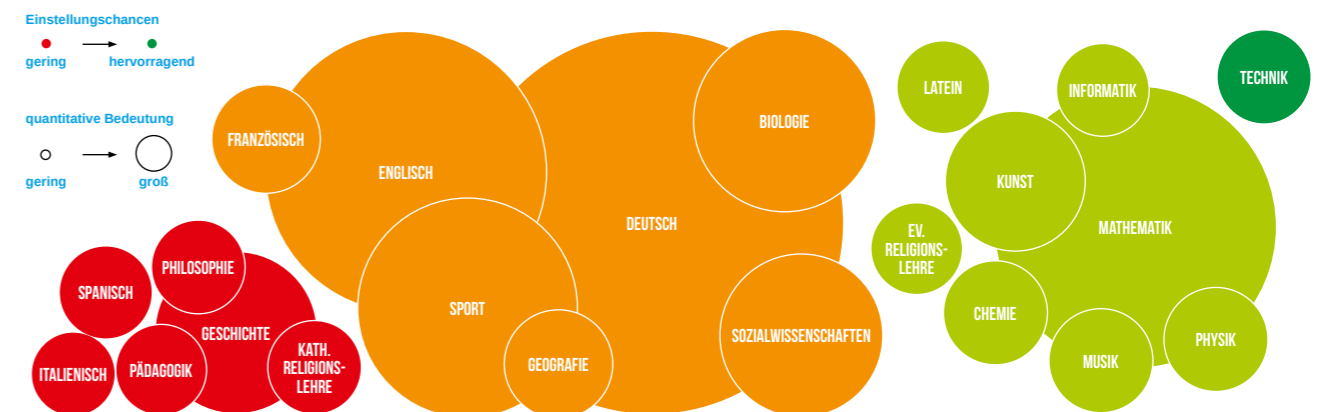 Einstellungschancen
gering
hervorragend
quantitative Bedeutung
gering
groß
FRANZÖSISCH
ENGLISCH
BIOLOGIE
DEUTSCH
SPORT
GEOGRAFIE
SOZIALWISSENSCHAFTEN
PHILOSOPHIE
SPANISCH
GESCHICHTE
ITALIENISCH
PÄDAGOGIK
KATH.
RELIGIONS-
LEHRE
LATEIN
INFORMATIK
TECHNIK
KUNST
MATHEMATIK
EV.
RELIGIONS-
LEHRE
CHEMIE
MUSIK
PHYSIK